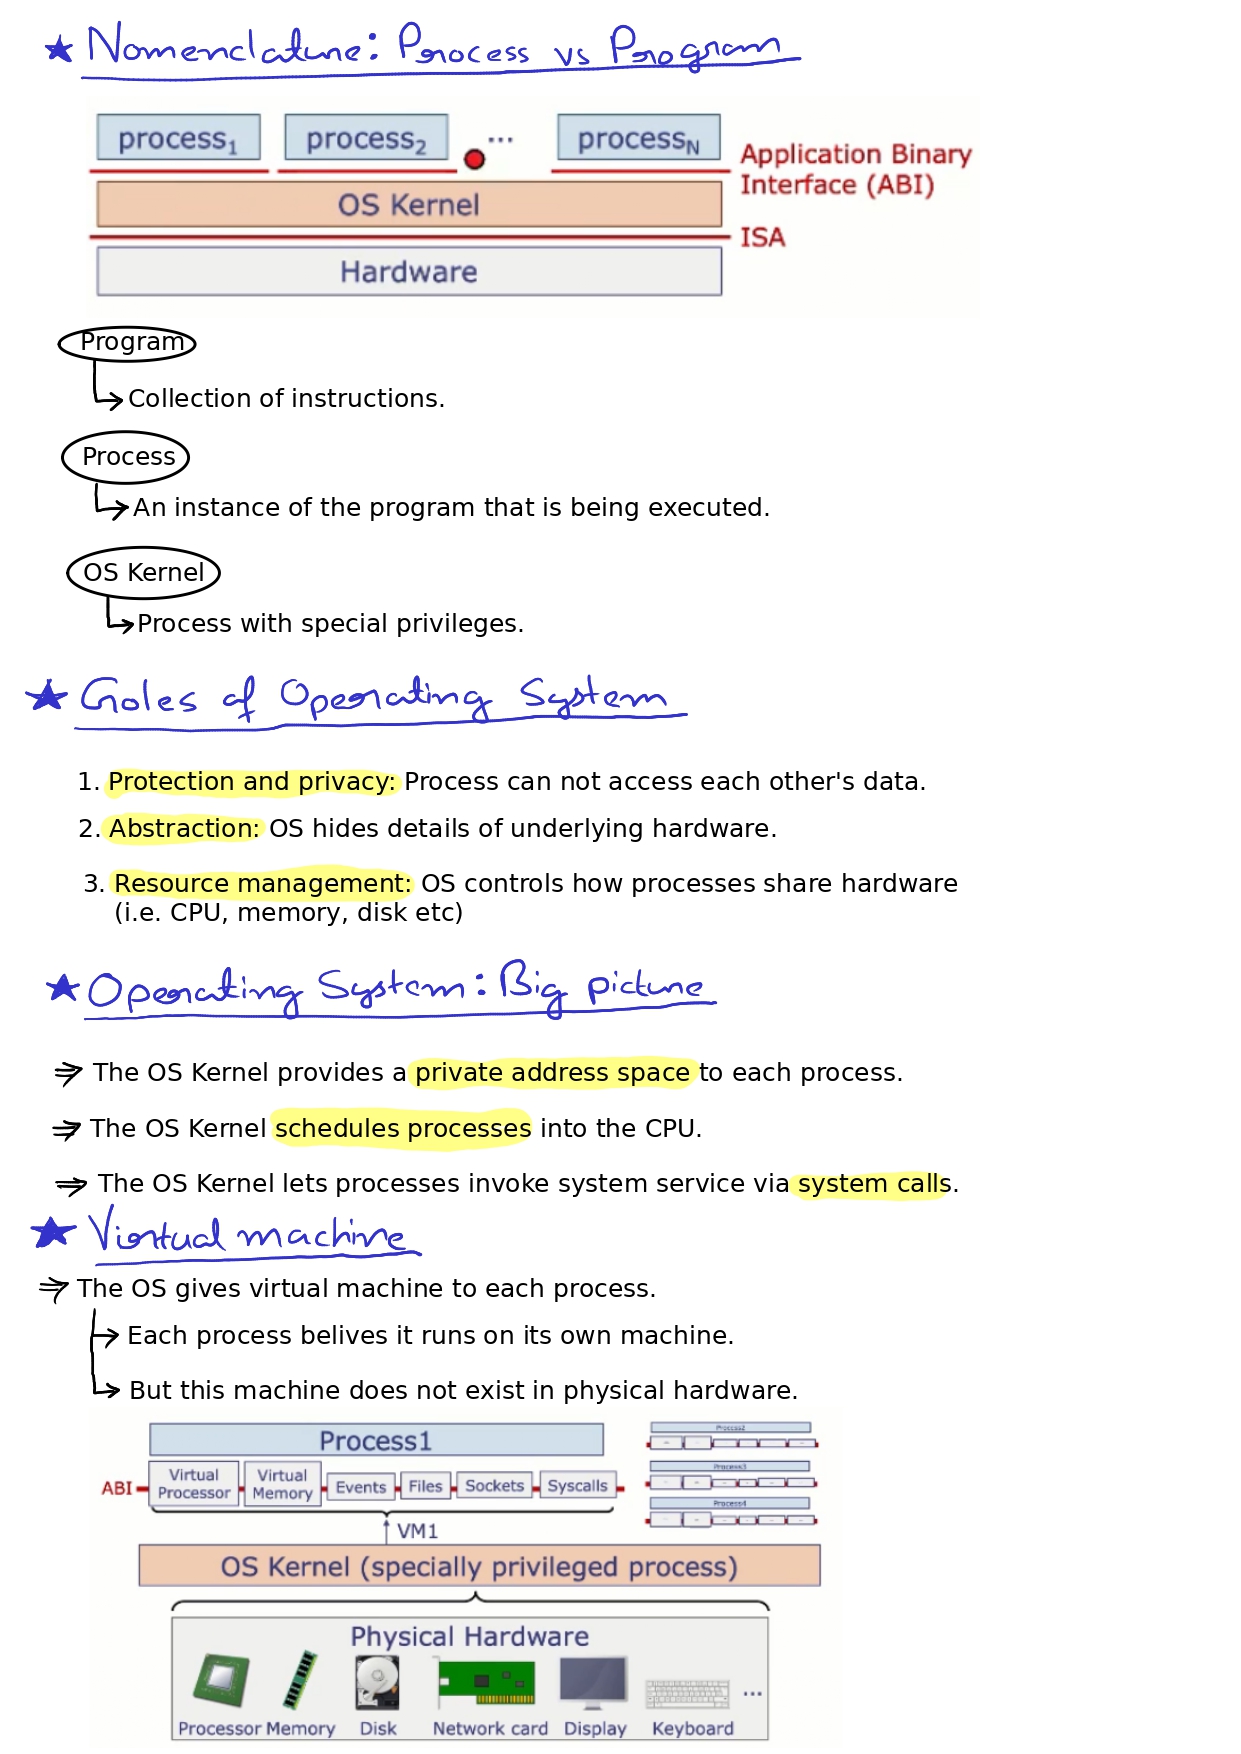 ★ Nomenclature: Process vs Program
process1 process2 ... processN
Application Binary
Interface (ABI)
OS Kernel
ISA
Hardware
Program
Collection of instructions.
Process
An instance of the program that is being executed.
OS Kernel
Process with special privileges.
★ Goles of Operating System
1. Protection and privacy: Process can not access each other's data.
2. Abstraction: OS hides details of underlying hardware.
3. Resource management: OS controls how processes share hardware
(i.e. CPU, memory, disk etc)
★ Operating System: Big picture
⇒ The OS Kernel provides a private address space to each process.
⇒ The OS Kernel schedules processes into the CPU.
⇒ The OS Kernel lets processes invoke system service via system calls.
★ Virtual machine
⇒ The OS gives virtual machine to each process.
Each process belives it runs on its own machine.
But this machine does not exist in physical hardware.
Process1
Process2
Process3
Process4
ABI
Virtual Processor
Virtual Memory
Events
Files
Sockets
Syscalls
VM1
OS Kernel (specially privileged process)
Physical Hardware
Processor Memory Disk Network card Display Keyboard ...